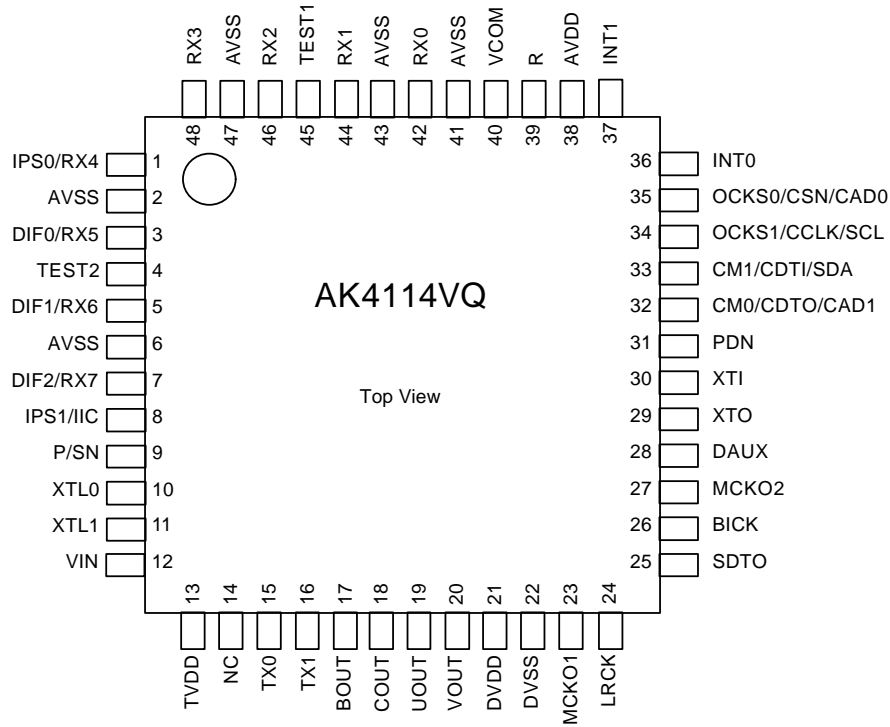 RX3 AVSS RX2 TEST1 RX1 AVSS RX0 AVSS VCOM R AVDD INT1
48 47 46 45 44 43 42 41 40 39 38 37
IPS0/RX4 1 36 INT0
AVSS 2 35 OCKS0/CSN/CAD0
DIF0/RX5 3 34 OCKS1/CCLK/SCL
TEST2 4 33 CM1/CDTI/SDA
DIF1/RX6 5 AK4114VQ 32 CM0/CDTO/CAD1
AVSS 6 31 PDN
DIF2/RX7 7 Top View 30 XTI
IPS1/IIC 8 29 XTO
P/SN 9 28 DAUX
XTL0 10 27 MCKO2
XTL1 11 26 BICK
VIN 12 25 SDTO
13 14 15 16 17 18 19 20 21 22 23 24
TVDD NC TX0 TX1 BOUT COUT UOUT VOUT DVDD DVSS MCKO1 LRCK